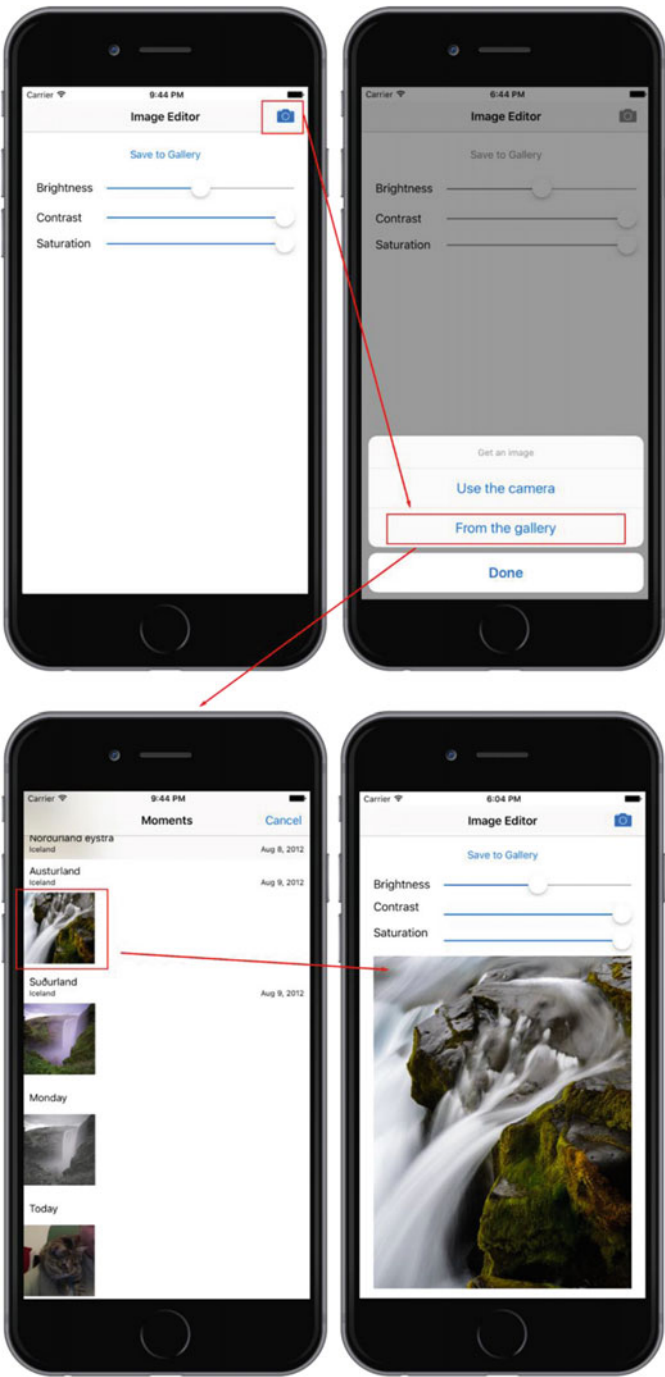 Carrier 9:44 PM
Image Editor
Save to Gallery
Brightness
Contrast
Saturation
Carrier 6:44 PM
Image Editor
Save to Gallery
Brightness
Contrast
Saturation
Get an image
Use the camera
From the gallery
Done
Carrier 9:44 PM
Moments Cancel
Norðurland eystra
Iceland Aug 8, 2012
Austurland
Iceland Aug 9, 2012
Suðurland
Iceland Aug 9, 2012
Monday
Today
Carrier 6:04 PM
Image Editor
Save to Gallery
Brightness
Contrast
Saturation